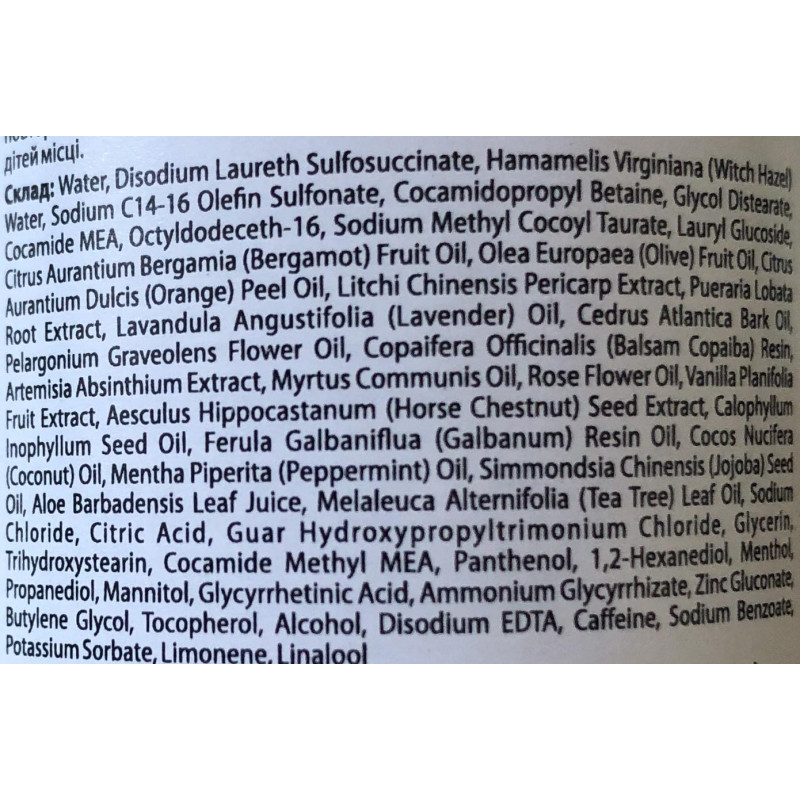 дітей місці.
Склад: Water, Disodium Laureth Sulfosuccinate, Hamamelis Virginiana (Witch Hazel)
Water, Sodium C14-16 Olefin Sulfonate, Cocamidopropyl Betaine, Glycol Distearate,
Cocamide MEA, Octyldodeceth-16, Sodium Methyl Cocoyl Taurate, Lauryl Glucoside,
Citrus Aurantium Bergamia (Bergamot) Fruit Oil, Olea Europaea (Olive) Fruit Oil, Citrus
Aurantium Dulcis (Orange) Peel Oil, Litchi Chinensis Pericarp Extract, Pueraria Lobata
Root Extract, Lavandula Angustifolia (Lavender) Oil, Cedrus Atlantica Bark Oil,
Pelargonium Graveolens Flower Oil, Copaifera Officinalis (Balsam Copaiba) Resin,
Artemisia Absinthium Extract, Myrtus Communis Oil, Rose Flower Oil, Vanilla Planifolia
Fruit Extract, Aesculus Hippocastanum (Horse Chestnut) Seed Extract, Calophyllum
Inophyllum Seed Oil, Ferula Galbaniflua (Galbanum) Resin Oil, Cocos Nucifera
(Coconut) Oil, Mentha Piperita (Peppermint) Oil, Simmondsia Chinensis (Jojoba) Seed
Oil, Aloe Barbadensis Leaf Juice, Melaleuca Alternifolia (Tea Tree) Leaf Oil, Sodium
Chloride, Citric Acid, Guar Hydroxypropyltrimonium Chloride, Glycerin,
Trihydroxystearin, Cocamide Methyl MEA, Panthenol, 1,2-Hexanediol, Menthol,
Propanediol, Mannitol, Glycyrrhetinic Acid, Ammonium Glycyrrhizate, Zinc Gluconate,
Butylene Glycol, Tocopherol, Alcohol, Disodium EDTA, Caffeine, Sodium Benzoate,
Potassium Sorbate, Limonene, Linalool